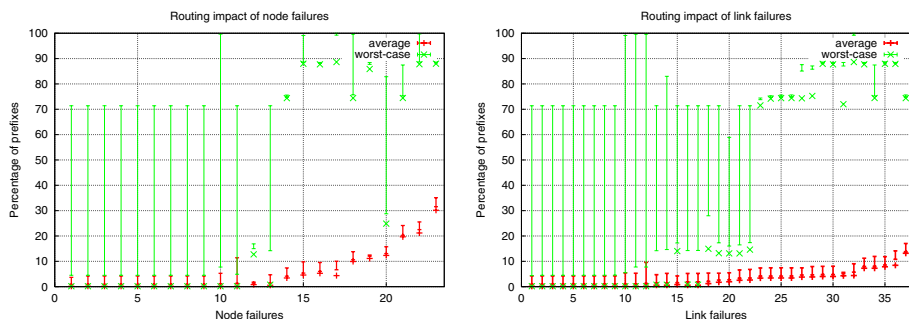 Routing impact of node failures
average
worst-case
Percentage of prefixes
100
90
80
70
60
50
40
30
20
10
0
0 5 10 15 20
Node failures
Routing impact of link failures
average
worst-case
Percentage of prefixes
100
90
80
70
60
50
40
30
20
10
0
0 5 10 15 20 25 30 35
Link failures